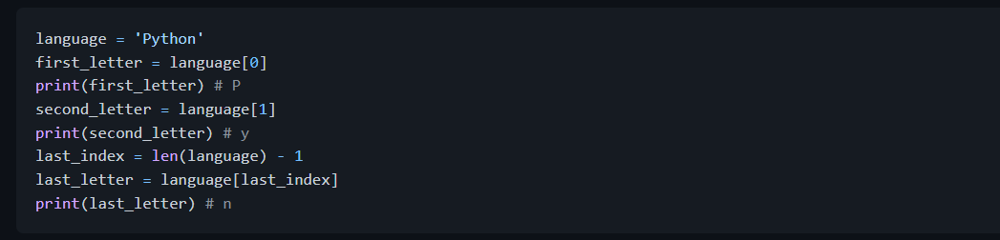 language = 'Python'
first_letter = language[0]
print(first_letter) # P
second_letter = language[1]
print(second_letter) # y
last_index = len(language) - 1
last_letter = language[last_index]
print(last_letter) # n